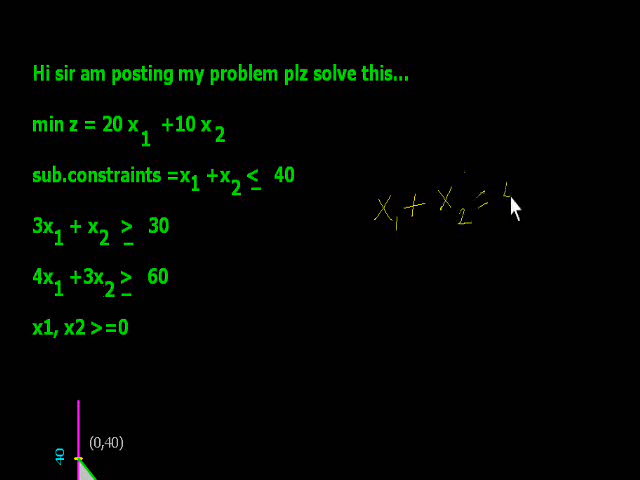 Hi sir am posting my problem plz solve this...
min z = 20 x1 +10 x2
sub.constraints =x1 +x2 ≤ 40
x1 + x2 = 4
3x1 + x2 ≥ 30
4x1 +3x2 ≥ 60
x1, x2 >=0
(0,40)
40